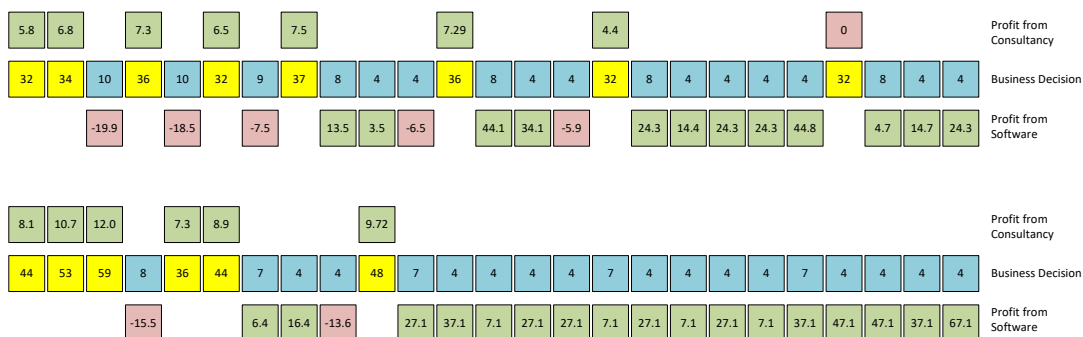 5.8 6.8 7.3 6.5 7.5 7.29 4.4 0 Profit from
Consultancy
32 34 10 36 10 32 9 37 8 4 4 36 8 4 4 32 8 4 4 4 4 32 8 4 4 Business Decision
-19.9 -18.5 -7.5 13.5 3.5 -6.5 44.1 34.1 -5.9 24.3 14.4 24.3 24.3 44.8 4.7 14.7 24.3 Profit from
Software
8.1 10.7 12.0 7.3 8.9 9.72 Profit from
Consultancy
44 53 59 8 36 44 7 4 4 48 7 4 4 4 4 7 4 4 4 4 7 4 4 4 4 Business Decision
-15.5 6.4 16.4 -13.6 27.1 37.1 7.1 27.1 27.1 7.1 27.1 7.1 27.1 7.1 37.1 47.1 47.1 37.1 67.1 Profit from
Software